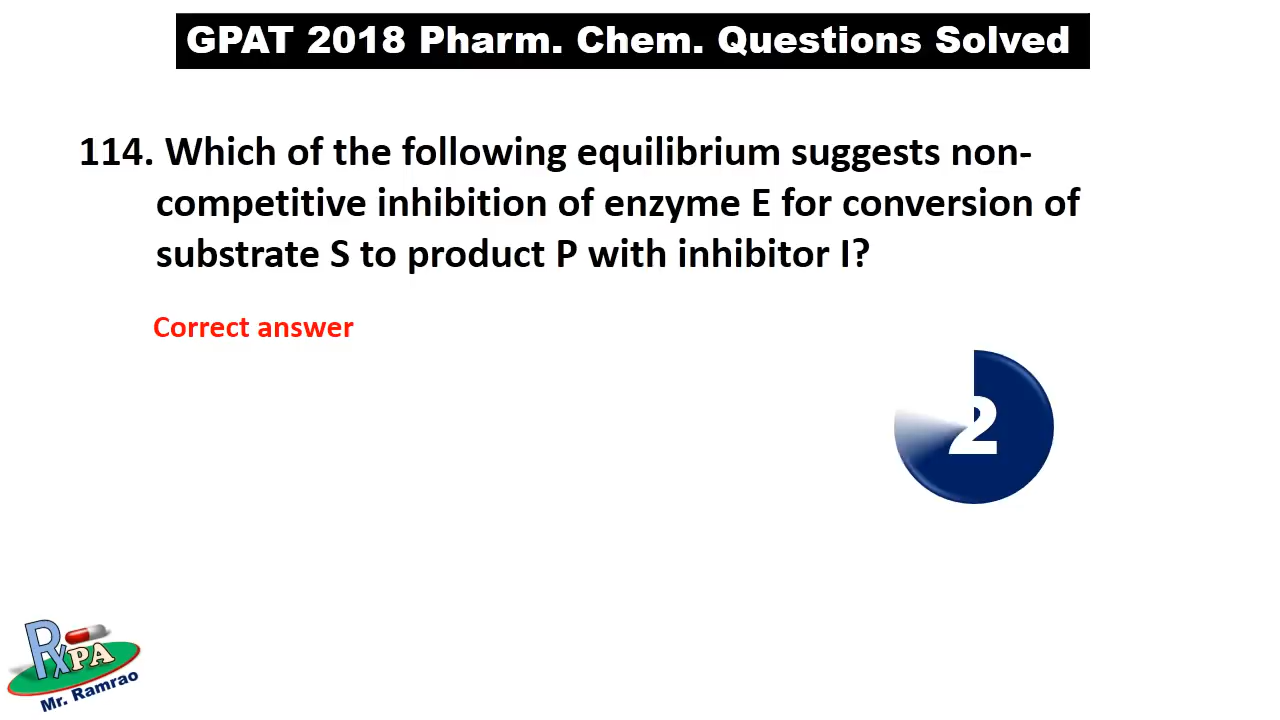 GPAT 2018 Pharm. Chem. Questions Solved
114. Which of the following equilibrium suggests non-
competitive inhibition of enzyme E for conversion of
substrate S to product P with inhibitor I?
Correct answer
2
Rx PA
Mr. Ramrao